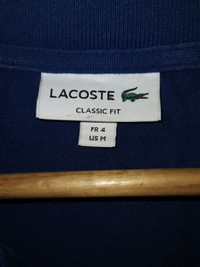 LACOSTE
CLASSIC FIT
FR 4
US M